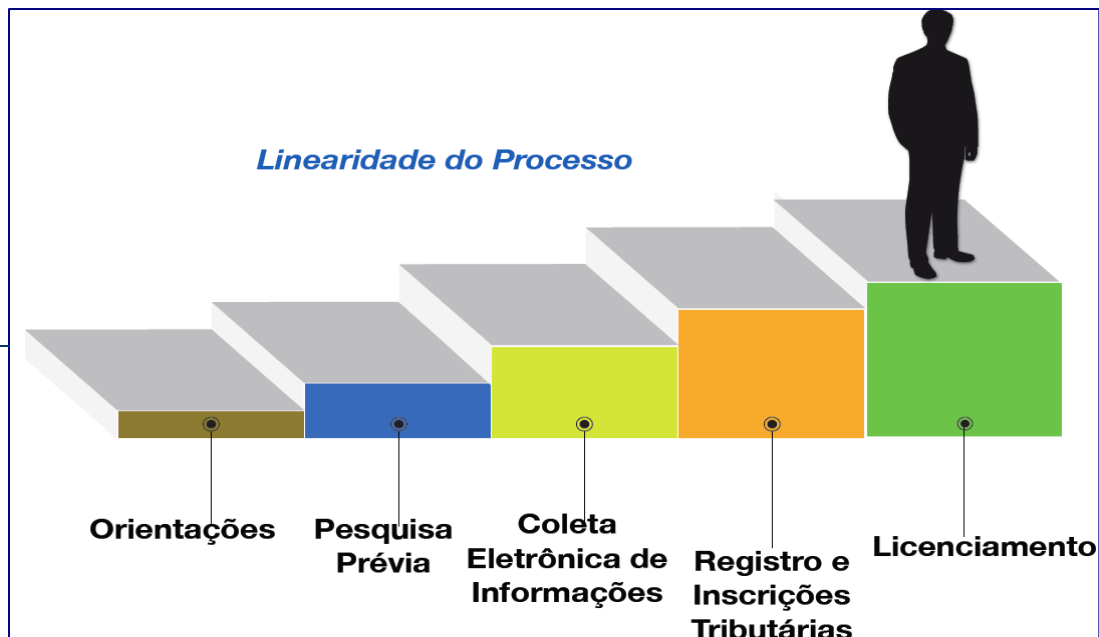 Linearidade do Processo
Orientações
Pesquisa
Prévia
Coleta
Eletrônica de
Informações
Registro e
Inscrições
Tributárias
Licenciamento